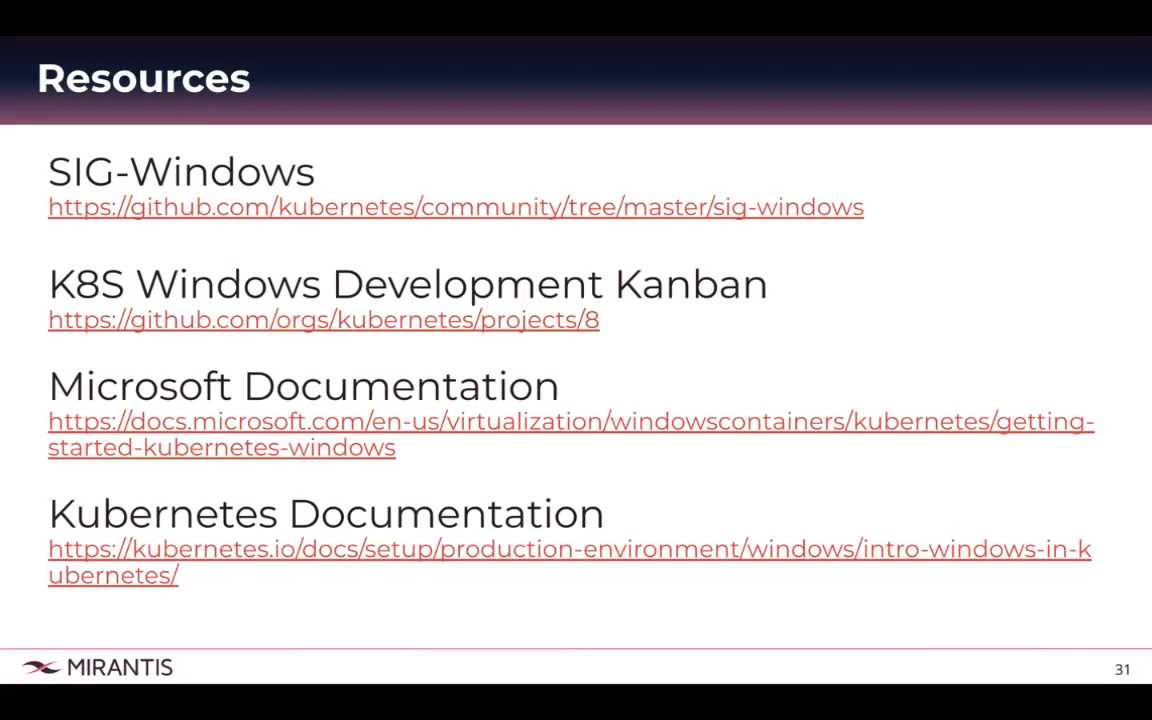 Resources
SIG-Windows
https://github.com/kubernetes/community/tree/master/sig-windows
K8S Windows Development Kanban
https://github.com/orgs/kubernetes/projects/8
Microsoft Documentation
https://docs.microsoft.com/en-us/virtualization/windowscontainers/kubernetes/getting-
started-kubernetes-windows
Kubernetes Documentation
https://kubernetes.io/docs/setup/production-environment/windows/intro-windows-in-k
ubernetes/
MIRANTIS
31